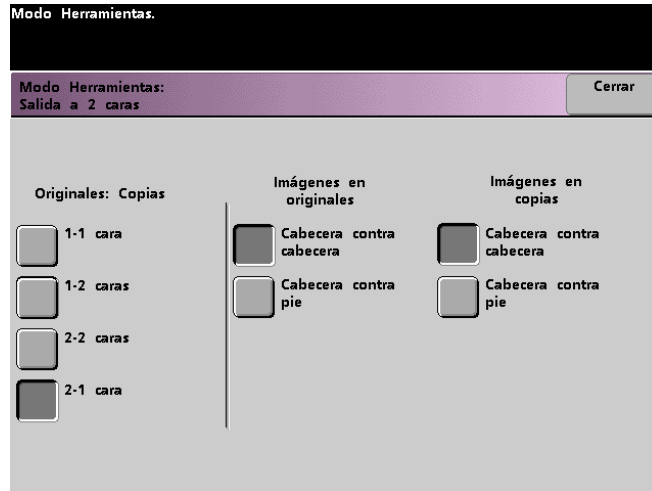 Modo Herramientas.
Modo Herramientas:
Salida a 2 caras
Cerrar
Originales: Copias
1-1 cara
1-2 caras
2-2 caras
2-1 cara
Imágenes en
originales
Cabecera contra
cabecera
Cabecera contra
pie
Imágenes en
copias
Cabecera contra
cabecera
Cabecera contra
pie